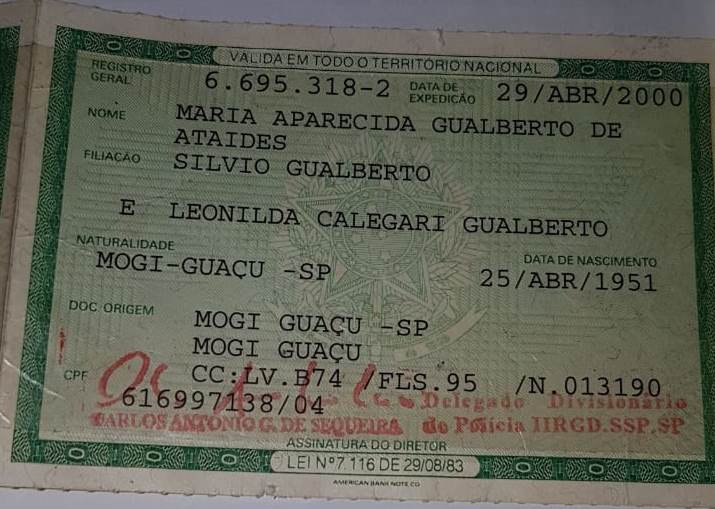 VÁLIDA EM TODO O TERRITÓRIO NACIONAL
REGISTRO GERAL 6.695.318-2 DATA DE EXPEDIÇÃO 29/ABR/2000
NOME MARIA APARECIDA GUALBERTO DE
ATAIDES
FILIAÇÃO SILVIO GUALBERTO
E LEONILDA CALEGARI GUALBERTO
NATURALIDADE DATA DE NASCIMENTO
MOGI-GUAÇU -SP 25/ABR/1951
DOC ORIGEM MOGI GUAÇU -SP
MOGI GUAÇU
CPF CC:LV.B74 /FLS.95 /N.013190
616997138/04 Delegado Divisionário
CARLOS ANTONIO G. DE SEQUEIRA de Polícia IIRGD.SSP.SP
ASSINATURA DO DIRETOR
LEI Nº 7.116 DE 29/08/83
AMERICAN BANK NOTE CO